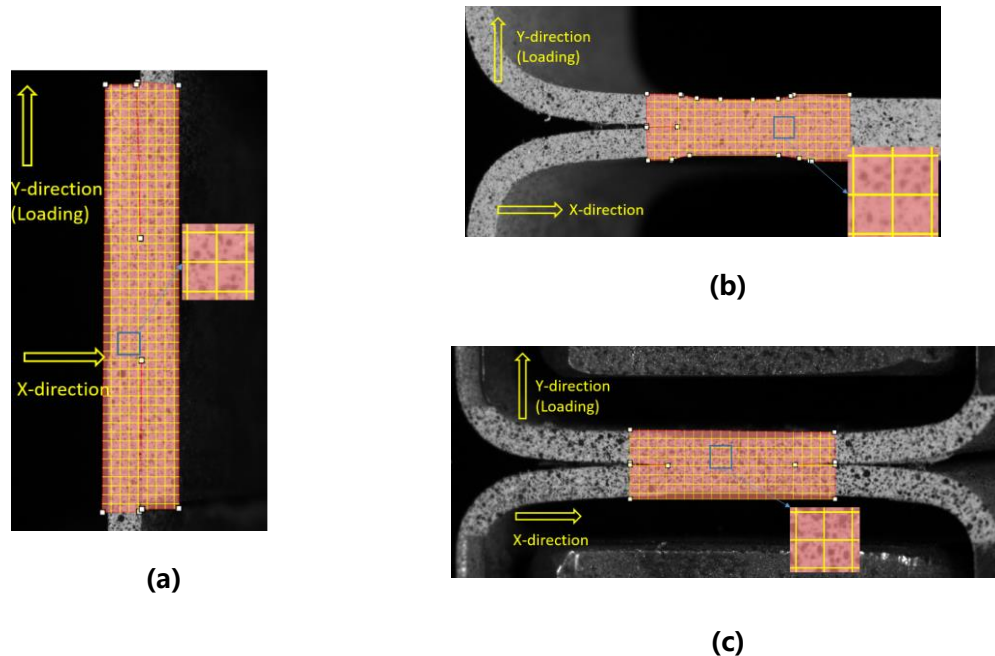 Y-direction
(Loading)
X-direction
(a)
Y-direction
(Loading)
X-direction
(b)
Y-direction
(Loading)
X-direction
(c)